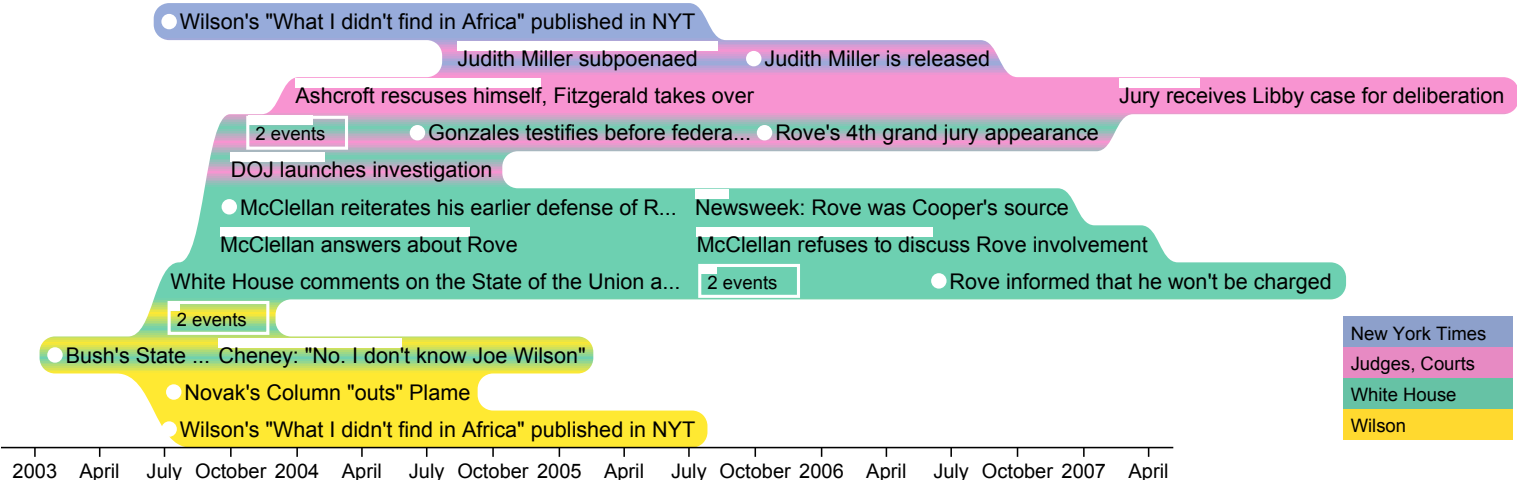 Wilson's "What I didn't find in Africa" published in NYT
Judith Miller subpoenaed Judith Miller is released
Ashcroft rescuses himself, Fitzgerald takes over Jury receives Libby case for deliberation
2 events Gonzales testifies before federa... Rove's 4th grand jury appearance
DOJ launches investigation
McClellan reiterates his earlier defense of R... Newsweek: Rove was Cooper's source
McClellan answers about Rove McClellan refuses to discuss Rove involvement
White House comments on the State of the Union a... 2 events Rove informed that he won't be charged
2 events
Bush's State ... Cheney: "No. I don't know Joe Wilson"
Novak's Column "outs" Plame
Wilson's "What I didn't find in Africa" published in NYT
New York Times
Judges, Courts
White House
Wilson
2003 April July October 2004 April July October 2005 April July October 2006 April July October 2007 April